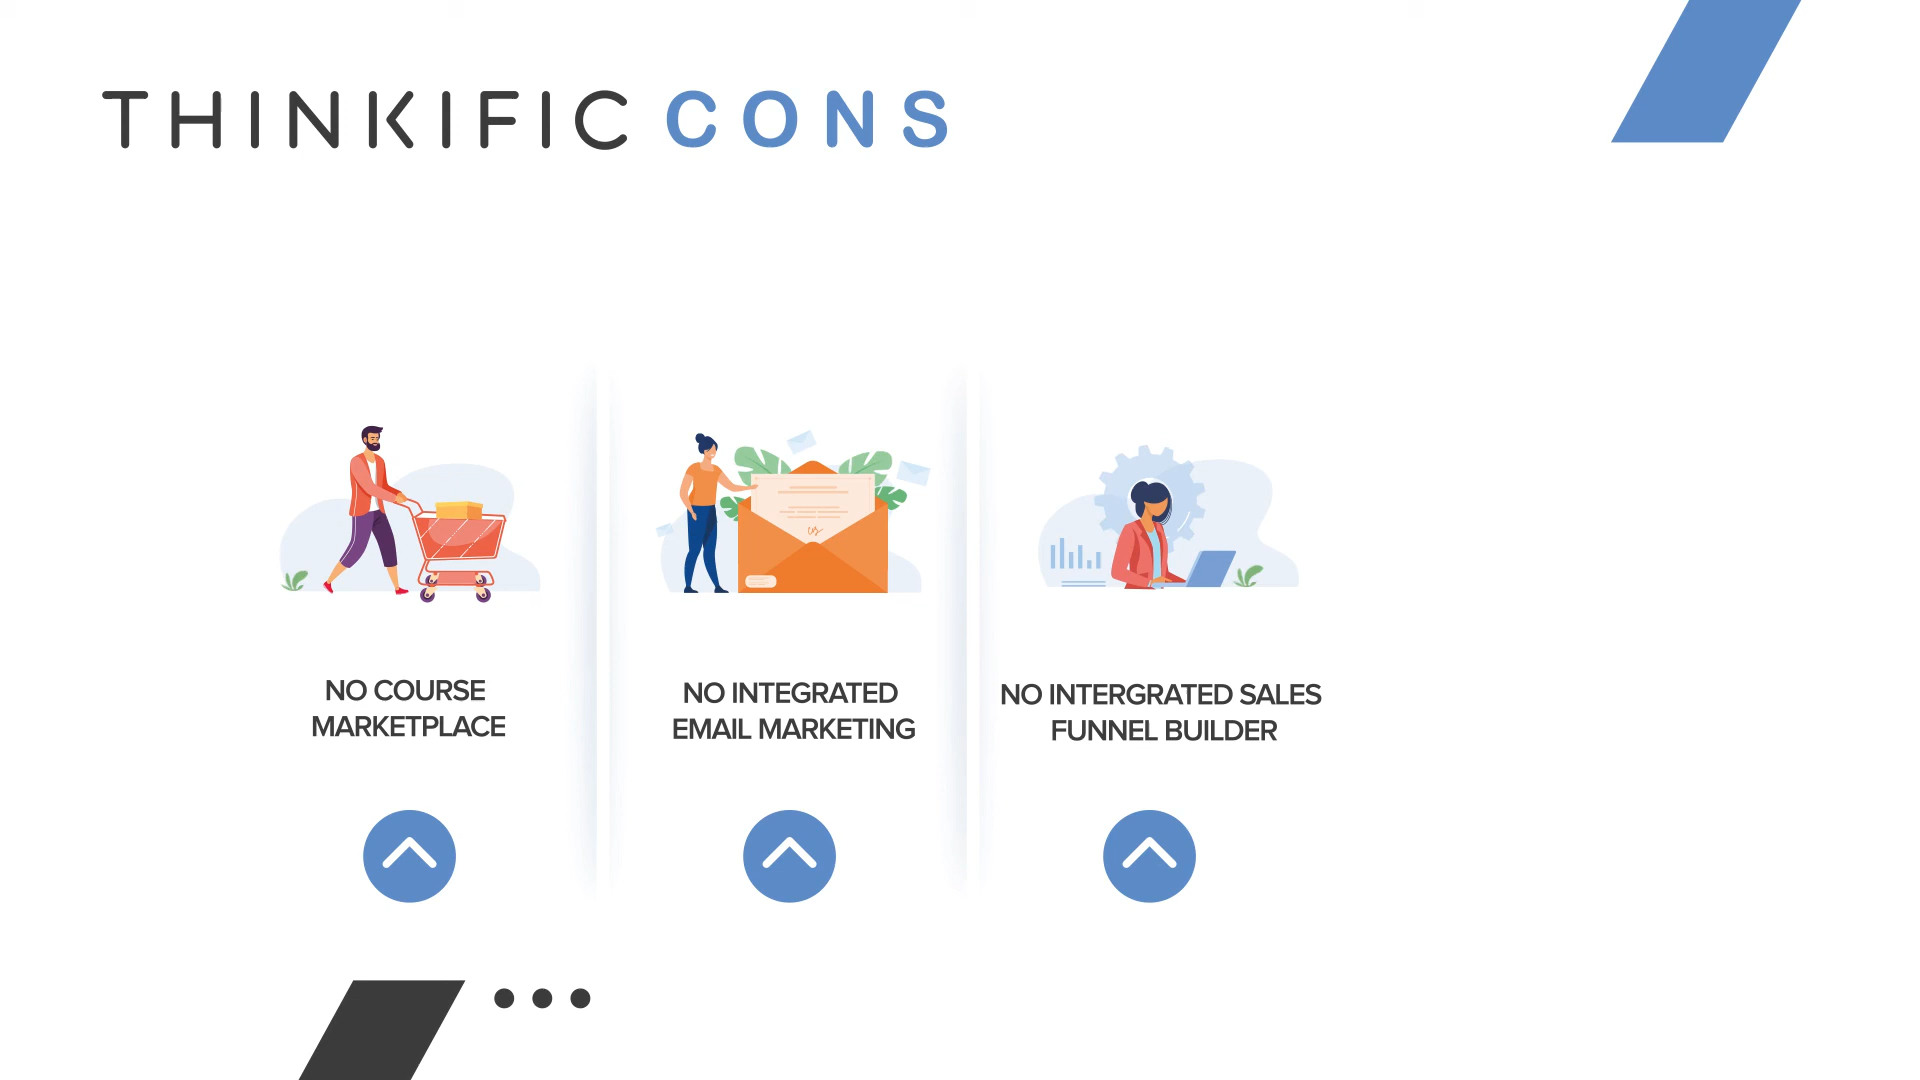 THINKIFIC CONS
NO COURSE
MARKETPLACE
NO INTEGRATED
EMAIL MARKETING
NO INTERGRATED SALES
FUNNEL BUILDER